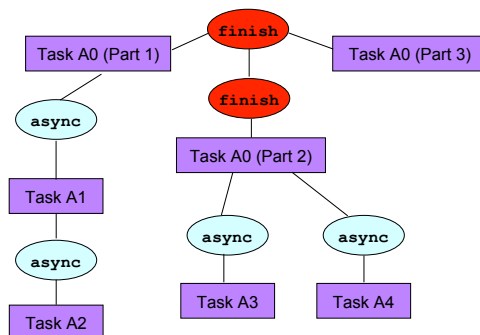 finish
Task A0 (Part 1)
Task A0 (Part 3)
finish
async
Task A0 (Part 2)
Task A1
async
async
async
Task A3
Task A4
Task A2